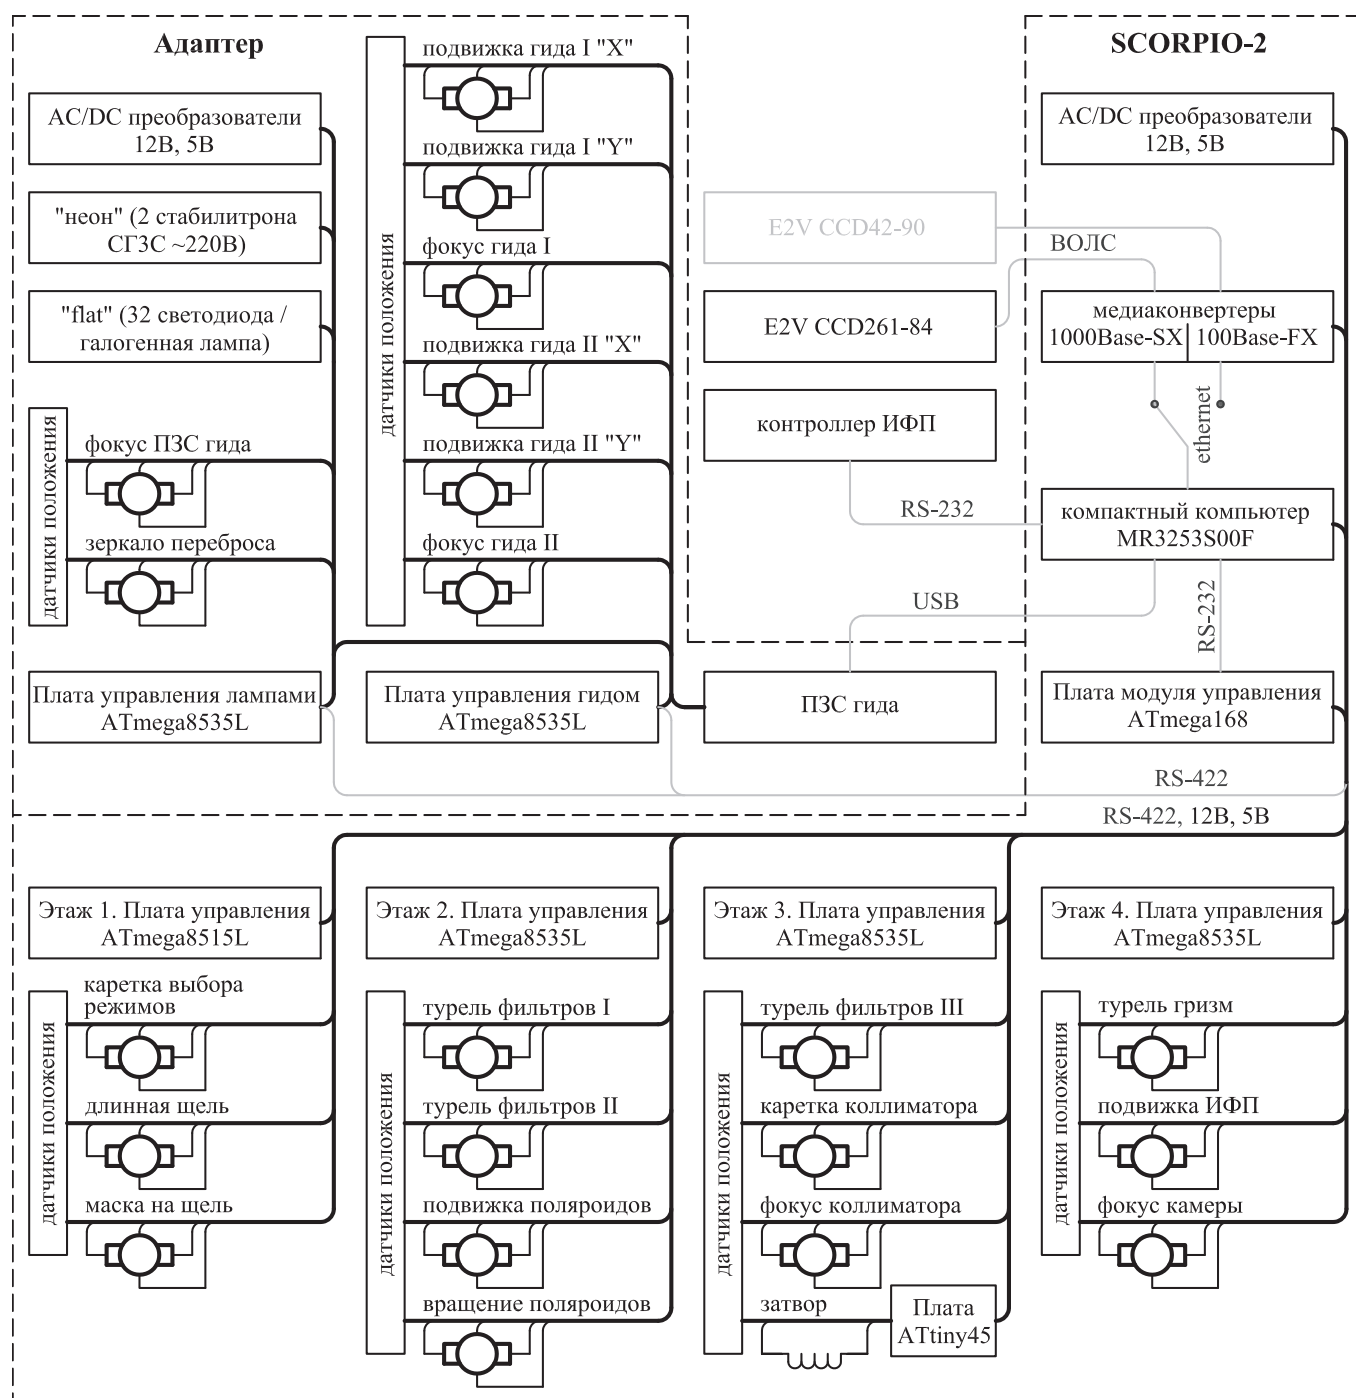 Адаптер
AC/DC преобразователи
12В, 5В
"неон" (2 стабилитрона
СГ3С ~220В)
"flat" (32 светодиода /
галогенная лампа)
датчики положения
фокус ПЗС гида
зеркало переброса
Плата управления лампами
ATmega8535L
датчики положения
подвижка гида I "X"
подвижка гида I "Y"
фокус гида I
подвижка гида II "X"
подвижка гида II "Y"
фокус гида II
Плата управления гидом
ATmega8535L
SCORPIO-2
AC/DC преобразователи
12В, 5В
E2V CCD42-90
ВОЛС
E2V CCD261-84
медиаконвертеры
1000Base-SX 100Base-FX
контроллер ИФП
ethernet
RS-232
компактный компьютер
MR3253S00F
USB
RS-232
ПЗС гида
Плата модуля управления
ATmega168
RS-422
RS-422, 12В, 5В
Этаж 1. Плата управления
ATmega8515L
датчики положения
каретка выбора
режимов
длинная щель
маска на щель
Этаж 2. Плата управления
ATmega8535L
датчики положения
турель фильтров I
турель фильтров II
подвижка поляроидов
вращение поляроидов
Этаж 3. Плата управления
ATmega8535L
датчики положения
турель фильтров III
каретка коллиматора
фокус коллиматора
затвор
Плата
ATtiny45
Этаж 4. Плата управления
ATmega8535L
датчики положения
турель гризм
подвижка ИФП
фокус камеры